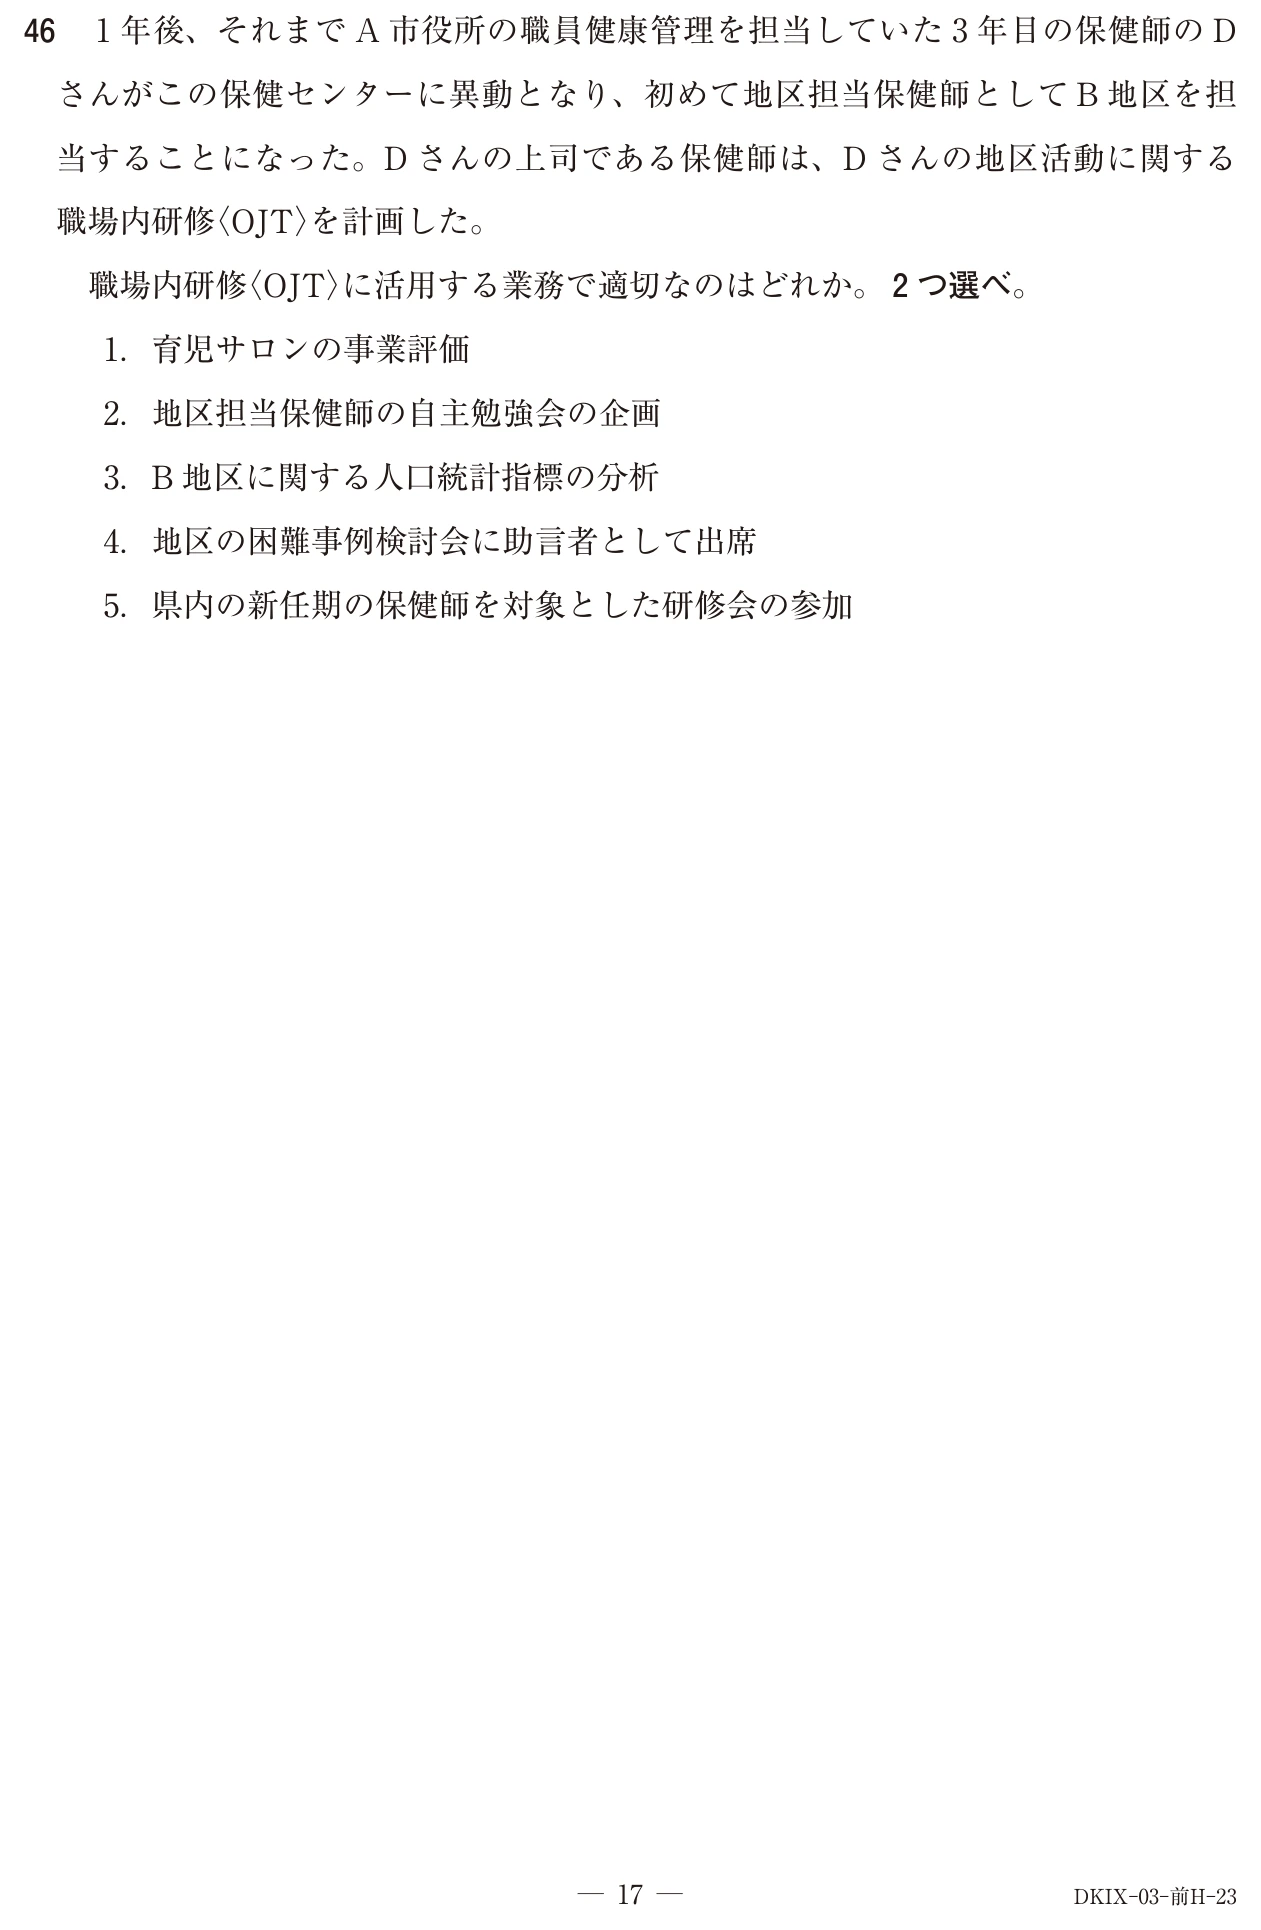 46 1年後、それまでA市役所の職員健康管理を担当していた3年目の保健師のD
さんがこの保健センターに異動となり、初めて地区担当保健師としてB地区を担
当することになった。Dさんの上司である保健師は、Dさんの地区活動に関する
職場内研修〈OJT〉を計画した。
職場内研修〈OJT〉に活用する業務で適切なのはどれか。2つ選べ。
1. 育児サロンの事業評価
2. 地区担当保健師の自主勉強会の企画
3. B地区に関する人口統計指標の分析
4. 地区の困難事例検討会に助言者として出席
5. 県内の新任期の保健師を対象とした研修会の参加
— 17 —
DKIX-03-前H-23